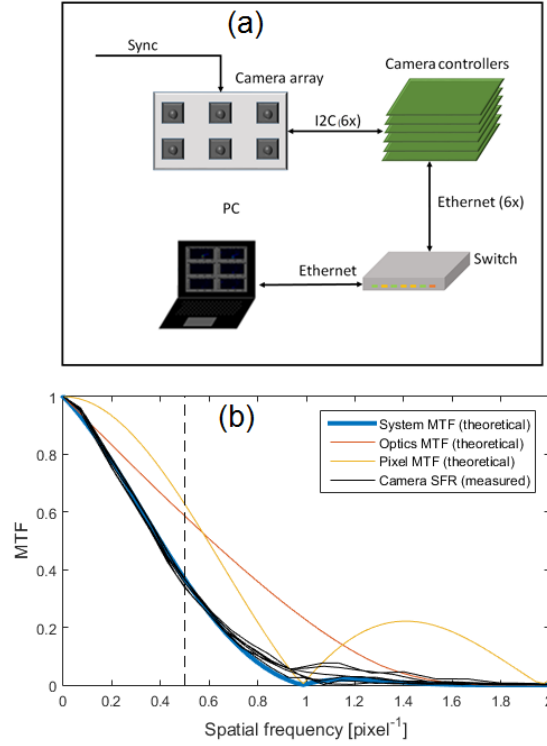 (a)
Sync
Camera array
Camera controllers
I2C (6x)
Ethernet (6x)
PC
Ethernet
Switch
(b)
System MTF (theoretical)
Optics MTF (theoretical)
Pixel MTF (theoretical)
Camera SFR (measured)
1
0.8
0.6
0.4
0.2
0
MTF
0 0.2 0.4 0.6 0.8 1.0 1.2 1.4 1.6 1.8 2.0
Spatial frequency [pixel⁻¹]